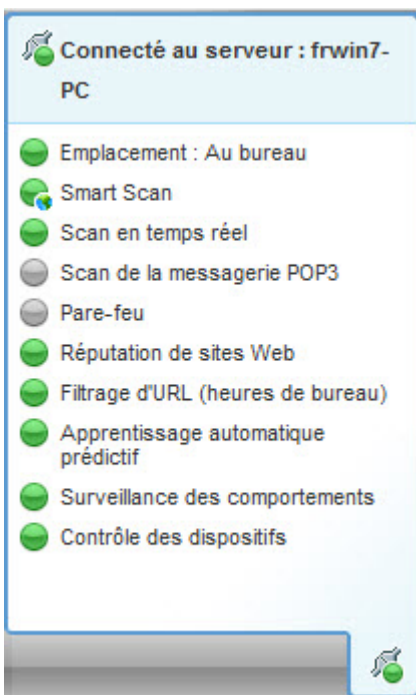 Connecté au serveur : frwin7-
PC
Emplacement : Au bureau
Smart Scan
Scan en temps réel
Scan de la messagerie POP3
Pare-feu
Réputation de sites Web
Filtrage d'URL (heures de bureau)
Apprentissage automatique
prédictif
Surveillance des comportements
Contrôle des dispositifs